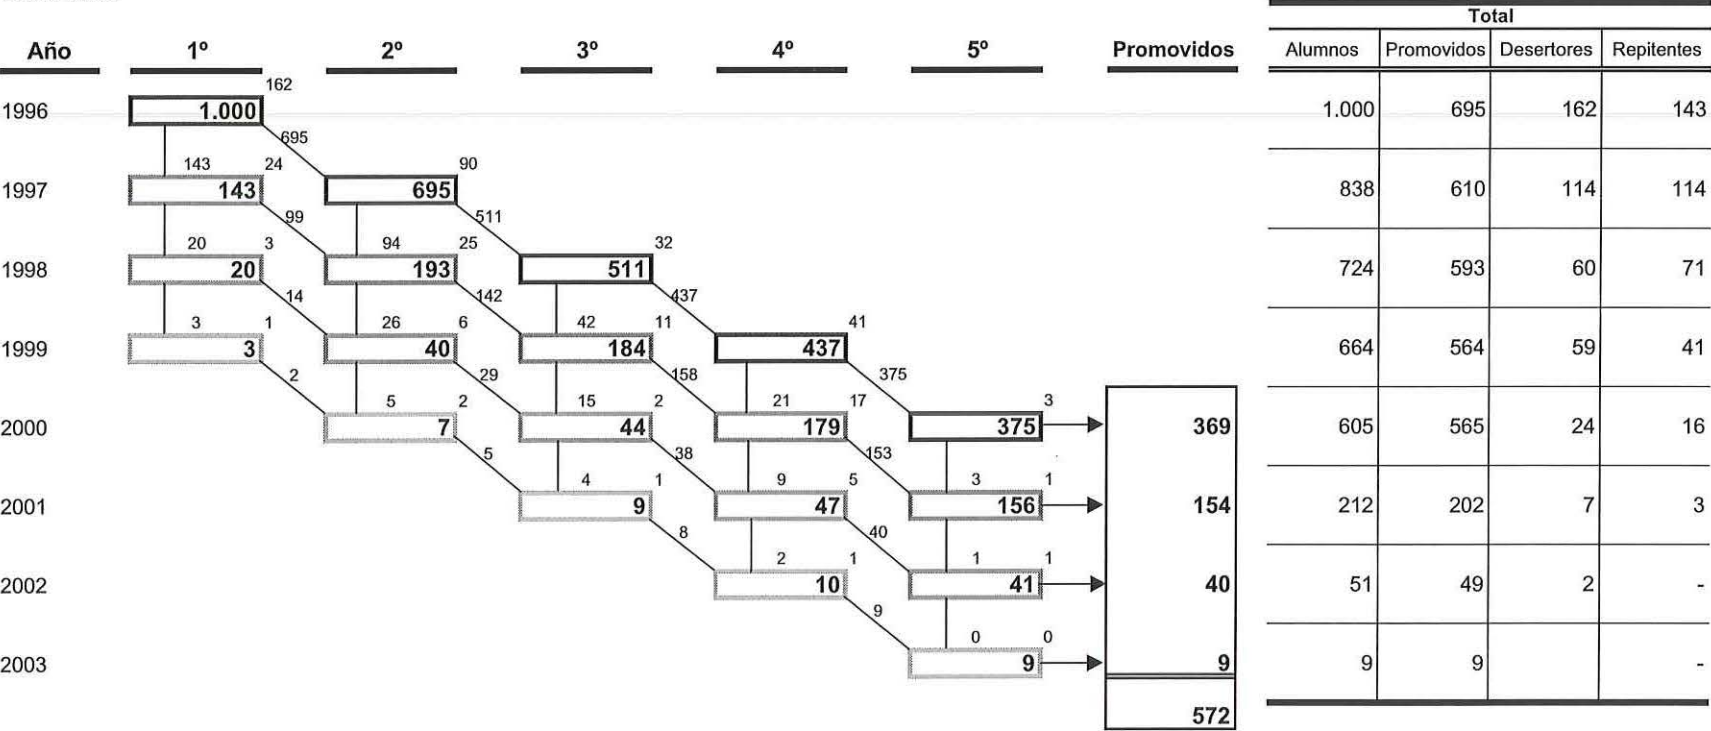 Total
Año 1º 2º 3º 4º 5º Promovidos Alumnos Promovidos Desertores Repitentes
162
1996 1.000 1.000 695 162 143
695
143 24 90
1997 143 695 838 610 114 114
99 511
20 3 94 25 32
1998 20 193 511 724 593 60 71
14 142 437
3 1 26 6 42 11 41
1999 3 40 184 437 664 564 59 41
2 29 158 375
5 2 15 2 21 17 3
2000 7 44 179 375 369 605 565 24 16
5 38 153
4 1 9 5 3 1
2001 9 47 156 154 212 202 7 3
8 40
2 1 1 1
2002 10 41 40 51 49 2 -
9
0 0
2003 9 9 9 9 -
572